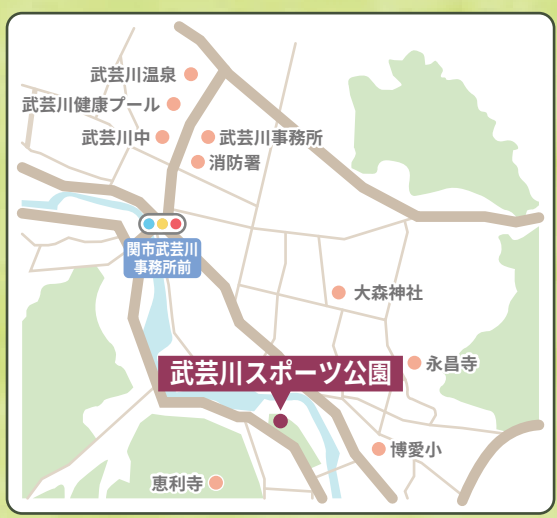 武芸川温泉
武芸川健康プール
武芸川中
武芸川事務所
消防署
関市武芸川
事務所前
大森神社
永昌寺
武芸川スポーツ公園
博愛小
恵利寺